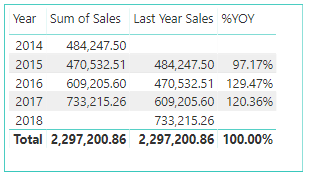 Year Sum of Sales Last Year Sales %YOY
2014 484,247.50
2015 470,532.51 484,247.50 97.17%
2016 609,205.60 470,532.51 129.47%
2017 733,215.26 609,205.60 120.36%
2018 733,215.26
Total 2,297,200.86 2,297,200.86 100.00%